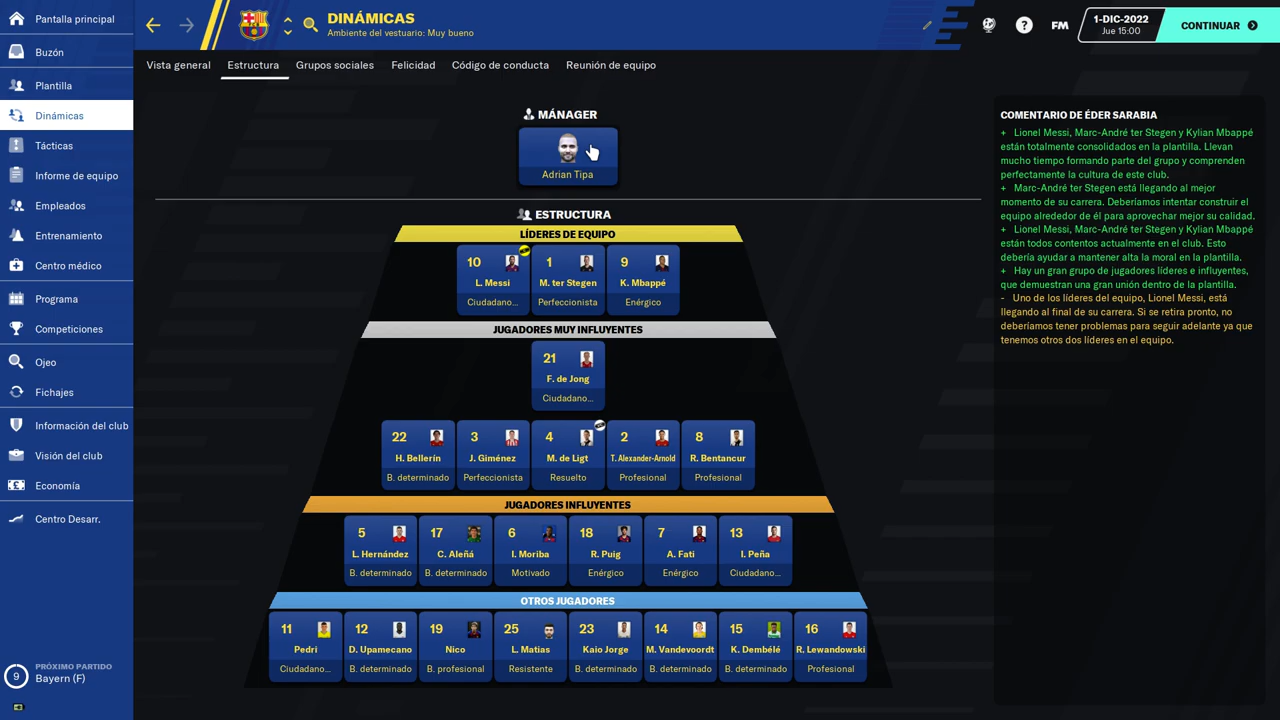 Pantalla principal
Buzón
Plantilla
Dinámicas
Tácticas
Informe de equipo
Empleados
Entrenamiento
Centro médico
Programa
Competiciones
Ojeo
Fichajes
Información del club
Visión del club
Economía
Centro Desarr.
9
PRÓXIMO PARTIDO
Bayern (F)
DINÁMICAS
Ambiente del vestuario: Muy bueno
?
FM
1-DIC-2022
Jue 15:00
CONTINUAR
Vista general Estructura Grupos sociales Felicidad Código de conducta Reunión de equipo
MÁNAGER
Adrian Tipa
ESTRUCTURA
LÍDERES DE EQUIPO
10 1 9
L. Messi M. ter Stegen K. Mbappé
Ciudadano... Perfeccionista Enérgico
JUGADORES MUY INFLUYENTES
21
F. de Jong
Ciudadano...
22 3 4 2 8
H. Bellerín J. Giménez M. de Ligt T. Alexander-Arnold R. Bentancur
B. determinado Perfeccionista Resuelto Profesional Profesional
JUGADORES INFLUYENTES
5 17 6 18 7 13
L. Hernández C. Aleñá I. Moriba R. Puig A. Fati I. Peña
B. determinado B. determinado Motivado Enérgico Enérgico Ciudadano...
OTROS JUGADORES
11 12 19 25 23 14 15 16
Pedri D. Upamecano Nico L. Matias Kaio Jorge M. Vandevoordt K. Dembélé R. Lewandowski
Ciudadano... B. determinado B. profesional Resistente B. determinado B. determinado B. determinado Profesional
COMENTARIO DE ÉDER SARABIA
+ Lionel Messi, Marc-André ter Stegen y Kylian Mbappé
están totalmente consolidados en la plantilla. Llevan
mucho tiempo formando parte del grupo y comprenden
perfectamente la cultura de este club.
+ Marc-André ter Stegen está llegando al mejor
momento de su carrera. Deberíamos intentar construir el
equipo alrededor de él para aprovechar mejor su calidad.
+ Lionel Messi, Marc-André ter Stegen y Kylian Mbappé
están todos contentos actualmente en el club. Esto
debería ayudar a mantener alta la moral en la plantilla.
+ Hay un gran grupo de jugadores líderes e influyentes,
que demuestran una gran unión dentro de la plantilla.
- Uno de los líderes del equipo, Lionel Messi, está
llegando al final de su carrera. Si se retira pronto, no
deberíamos tener problemas para seguir adelante ya que
tenemos otros dos líderes en el equipo.